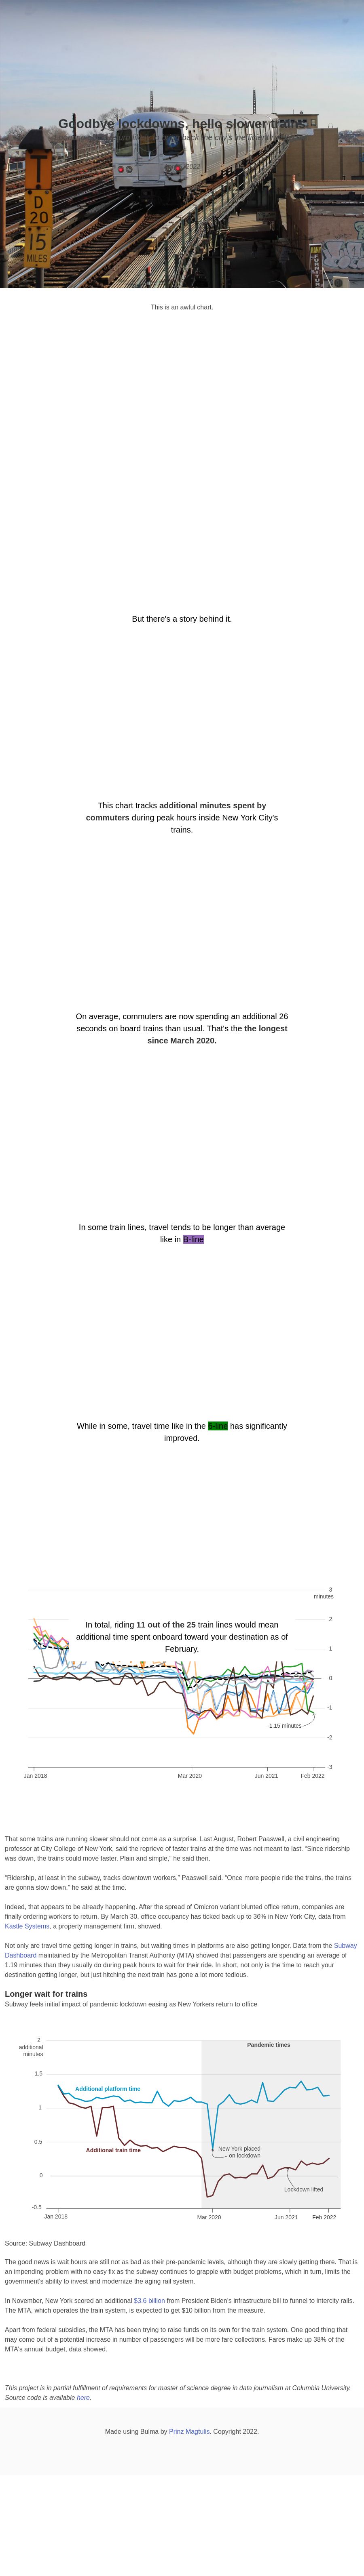 Goodbye lockdowns, hello slower trains
2022
A
T
D
20
15
MILES
ANT
FURNITURE
This is an awful chart.
But there's a story behind it.
This chart tracks additional minutes spent by
commuters during peak hours inside New York City's
trains.
On average, commuters are now spending an additional 26
seconds on board trains than usual. That's the the longest
since March 2020.
In some train lines, travel tends to be longer than average
like in B-line
While in some, travel time like in the
has significantly
improved.
3
minutes
2
In total, riding 11 out of the 25 train lines would mean
additional time spent onboard toward your destination as of
February.
1
0
-1
-1.15 minutes
-2
-3
Jan 2018
Mar 2020
Jun 2021
Feb 2022
That some trains are running slower should not come as a surprise. Last August, Robert Paaswell, a civil engineering
professor at City College of New York, said the reprieve of faster trains at the time was not meant to last. “Since ridership
was down, the trains could move faster. Plain and simple,” he said then.
“Ridership, at least in the subway, tracks downtown workers,” Paaswell said. “Once more people ride the trains, the trains
are gonna slow down.” he said at the time.
Indeed, that appears to be already happening. After the spread of Omicron variant blunted office return, companies are
finally ordering workers to return. By March 30, office occupancy has ticked back up to 36% in New York City, data from
Kastle Systems, a property management firm, showed.
Not only are travel time getting longer in trains, but waiting times in platforms are also getting longer. Data from the Subway
Dashboard maintained by the Metropolitan Transit Authority (MTA) showed that passengers are spending an average of
1.19 minutes than they usually do during peak hours to wait for their ride. In short, not only is the time to reach your
destination getting longer, but just hitching the next train has gone a lot more tedious.
Longer wait for trains
Subway feels initial impact of pandemic lockdown easing as New Yorkers return to office
2
additional
minutes
Pandemic times
1.5
Additional platform time
1
0.5
Additional train time
New York placed
on lockdown
0
Lockdown lifted
-0.5
Jan 2018
Mar 2020
Jun 2021
Feb 2022
Source: Subway Dashboard
The good news is wait hours are still not as bad as their pre-pandemic levels, although they are slowly getting there. That is
an impending problem with no easy fix as the subway continues to grapple with budget problems, which in turn, limits the
government's ability to invest and modernize the aging rail system.
In November, New York scored an additional $3.6 billion from President Biden's infrastructure bill to funnel to intercity rails.
The MTA, which operates the train system, is expected to get $10 billion from the measure.
Apart from federal subsidies, the MTA has been trying to raise funds on its own for the train system. One good thing that
may come out of a potential increase in number of passengers will be more fare collections. Fares make up 38% of the
MTA's annual budget, data showed.
This project is in partial fulfillment of requirements for master of science degree in data journalism at Columbia University.
Source code is available here.
Made using Bulma by Prinz Magtulis. Copyright 2022.